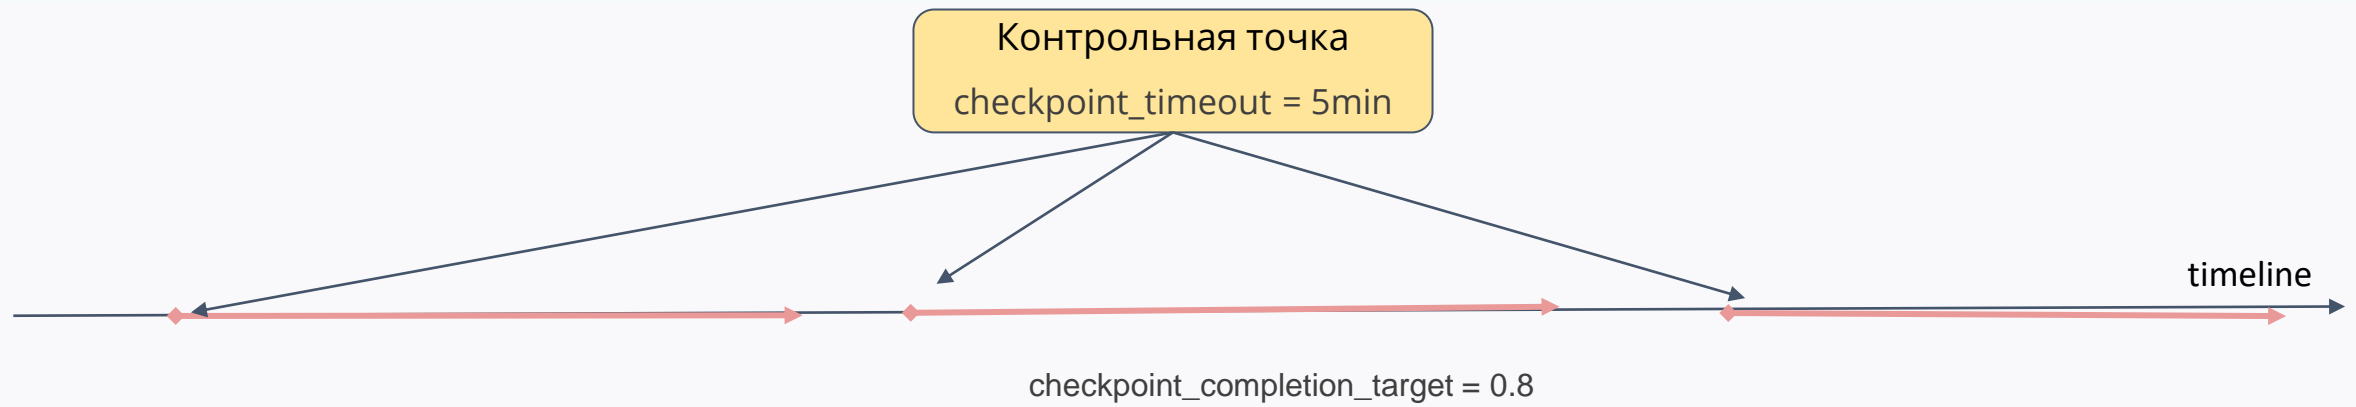 Контрольная точка
checkpoint_timeout = 5min
timeline
checkpoint_completion_target = 0.8